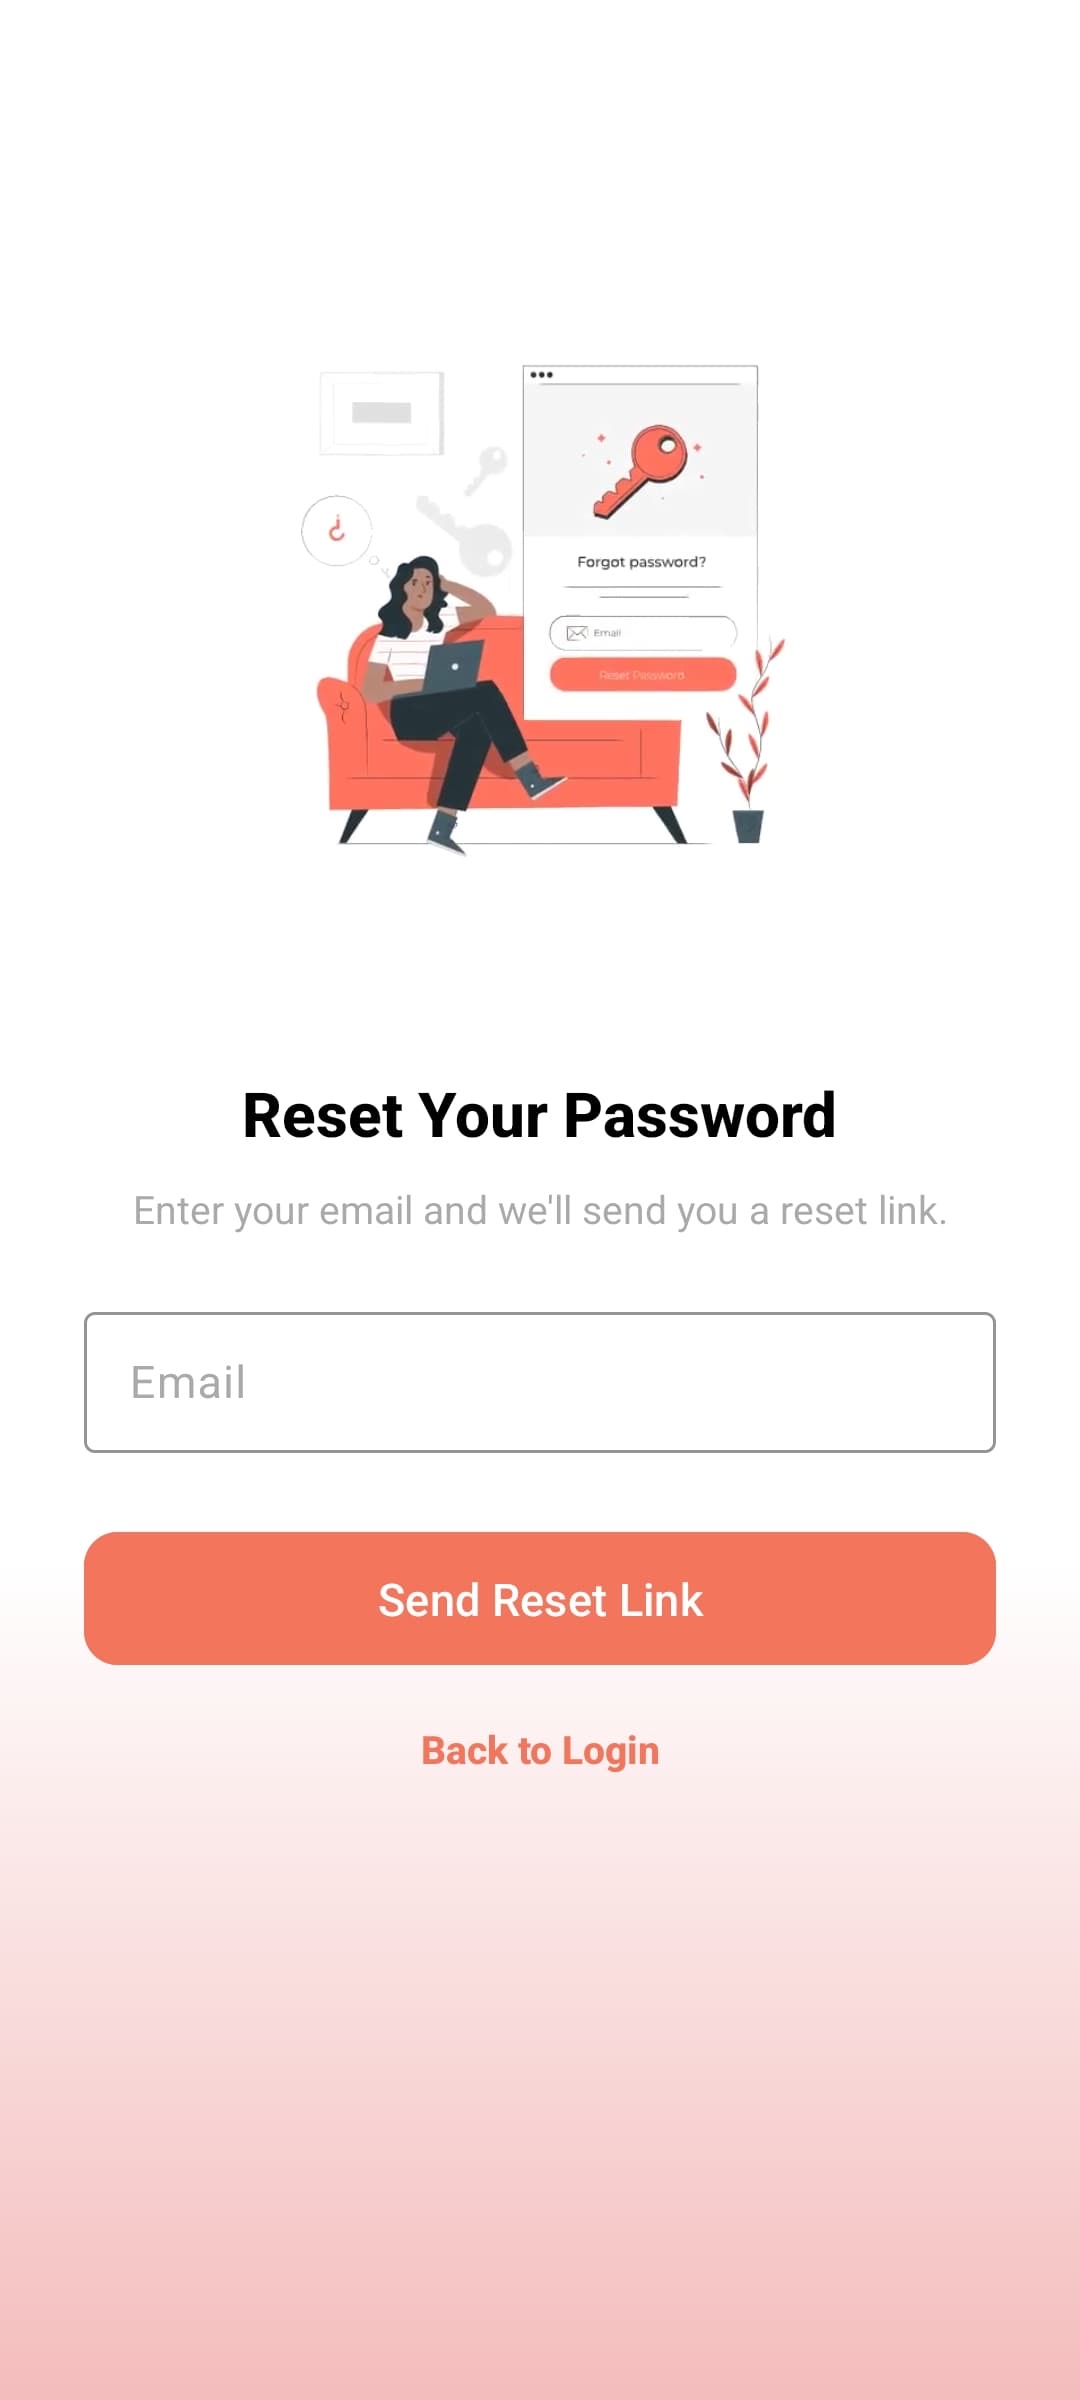 Forgot password?
Email
Reset Password
Reset Your Password
Enter your email and we'll send you a reset link.
Email
Send Reset Link
Back to Login